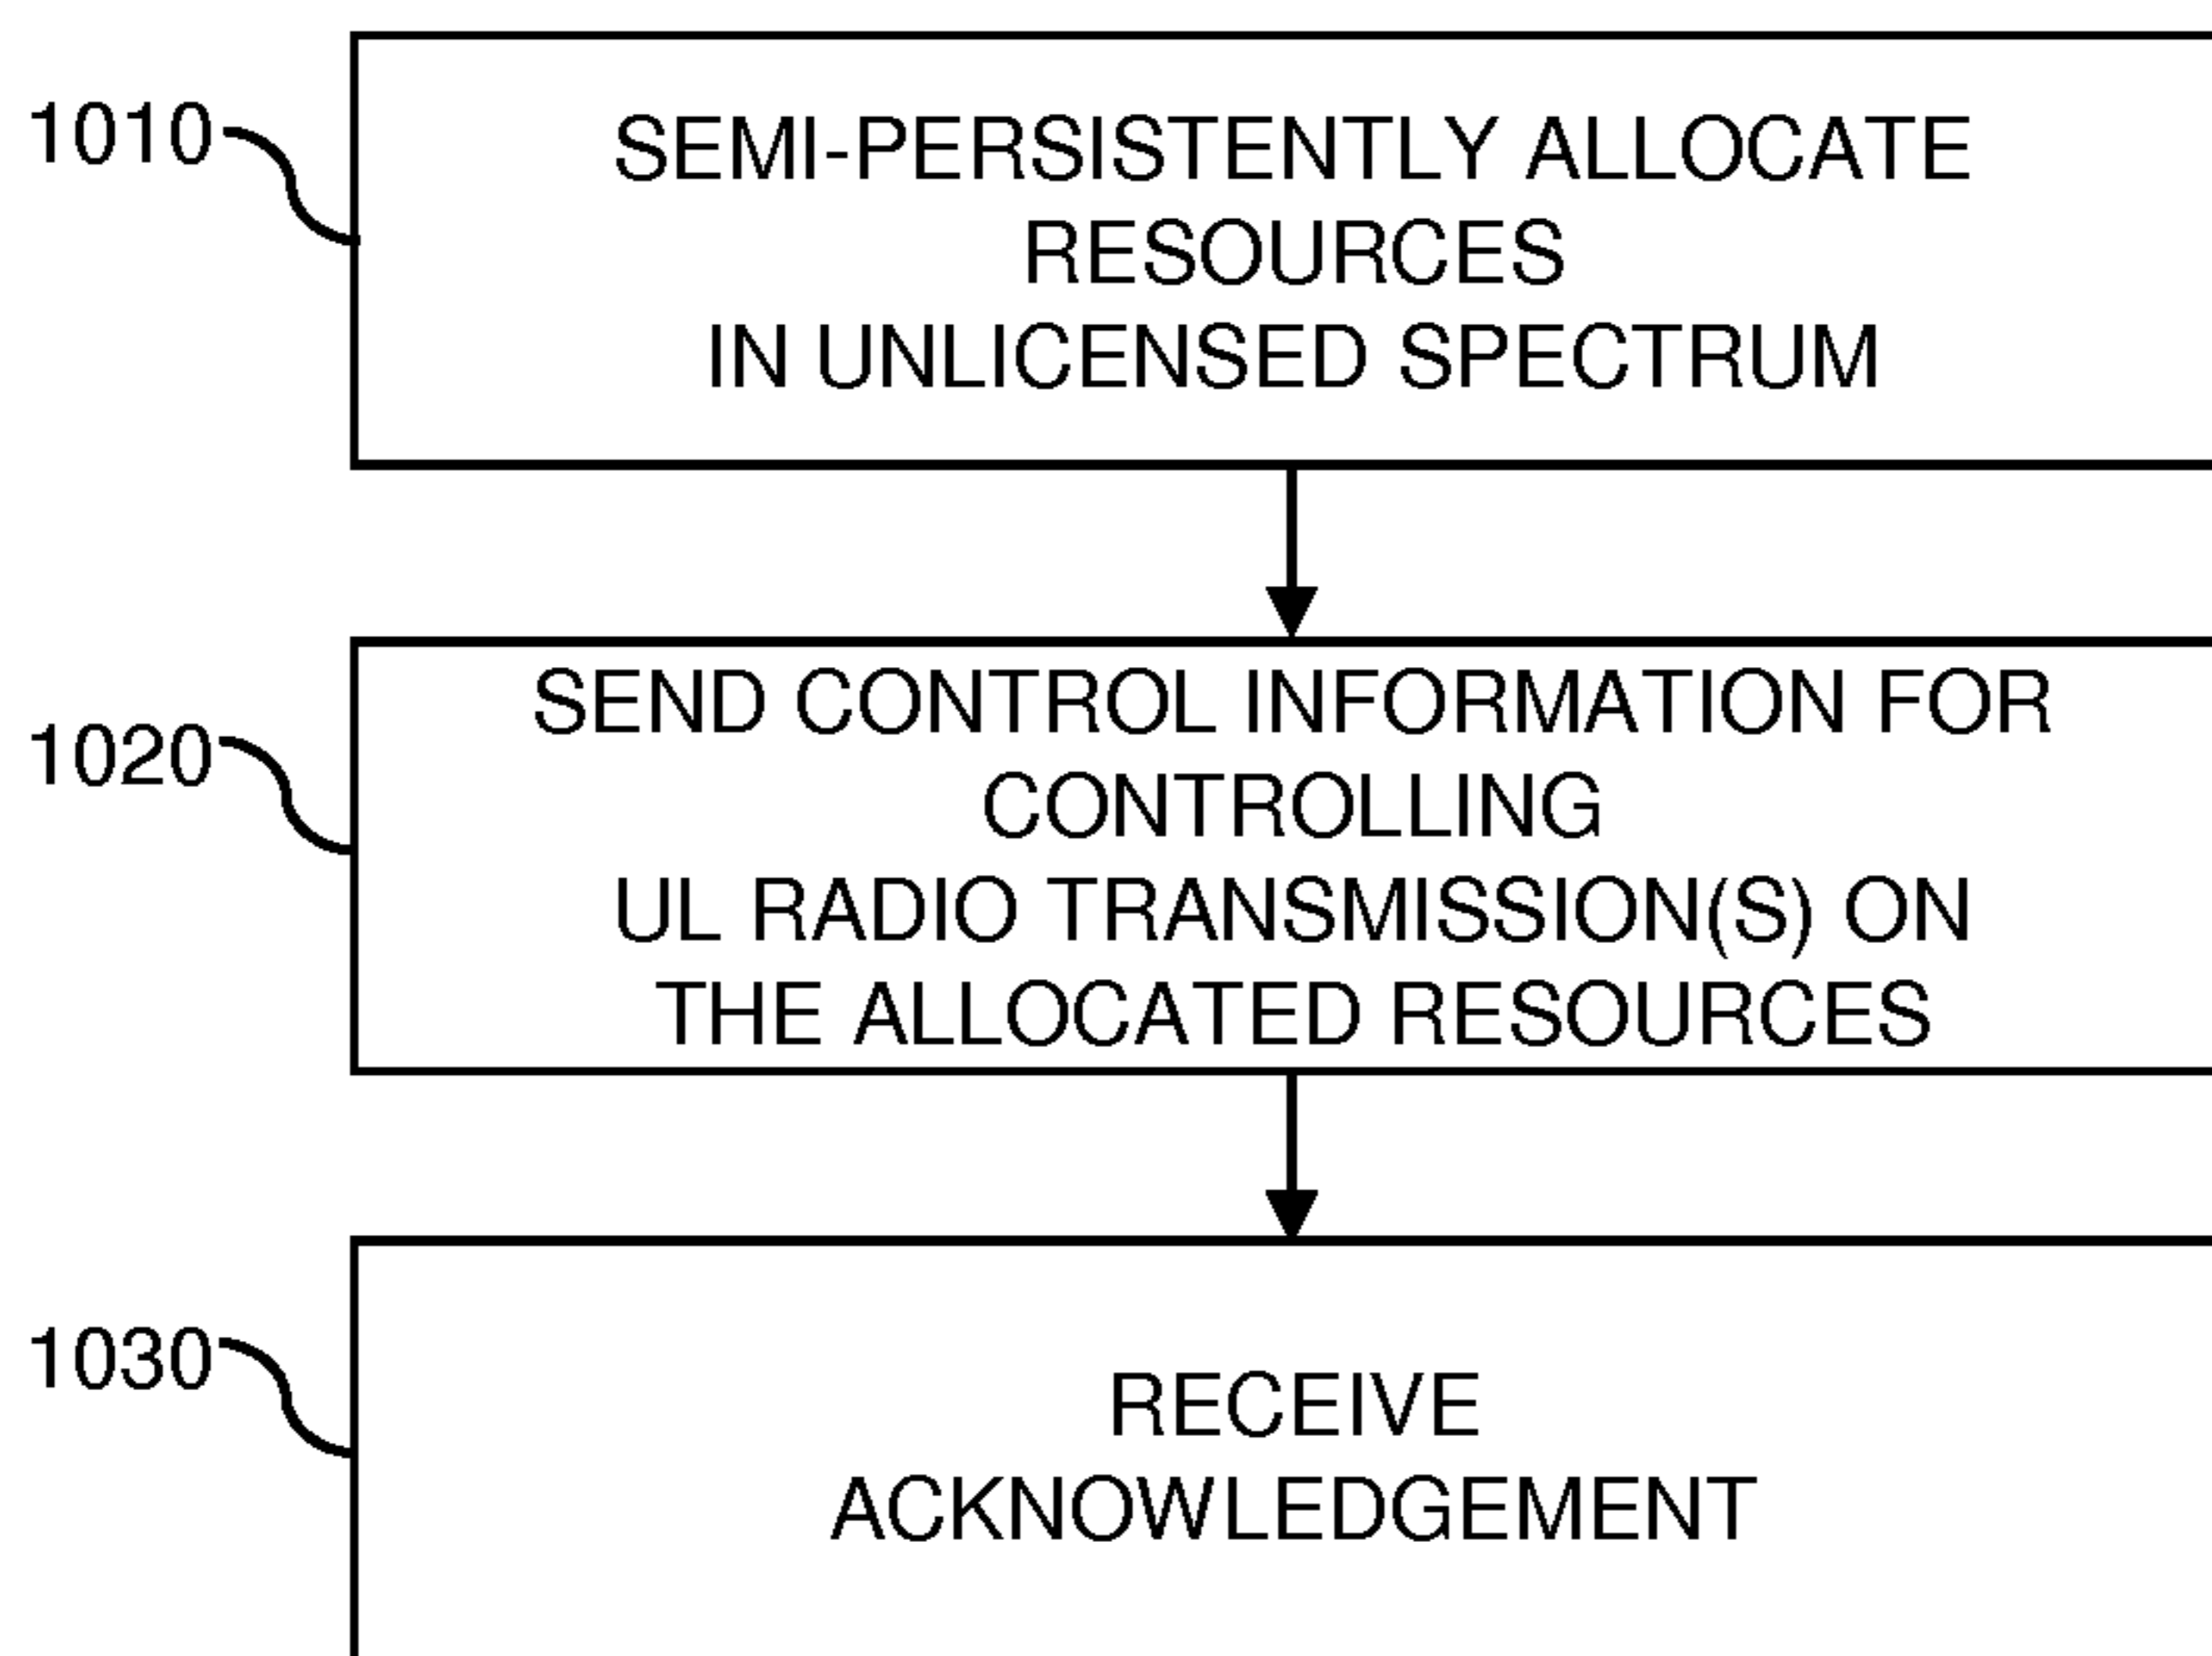 1010
SEMI-PERSISTENTLY ALLOCATE
RESOURCES
IN UNLICENSED SPECTRUM
1020
SEND CONTROL INFORMATION FOR
CONTROLLING
UL RADIO TRANSMISSION(S) ON
THE ALLOCATED RESOURCES
1030
RECEIVE
ACKNOWLEDGEMENT